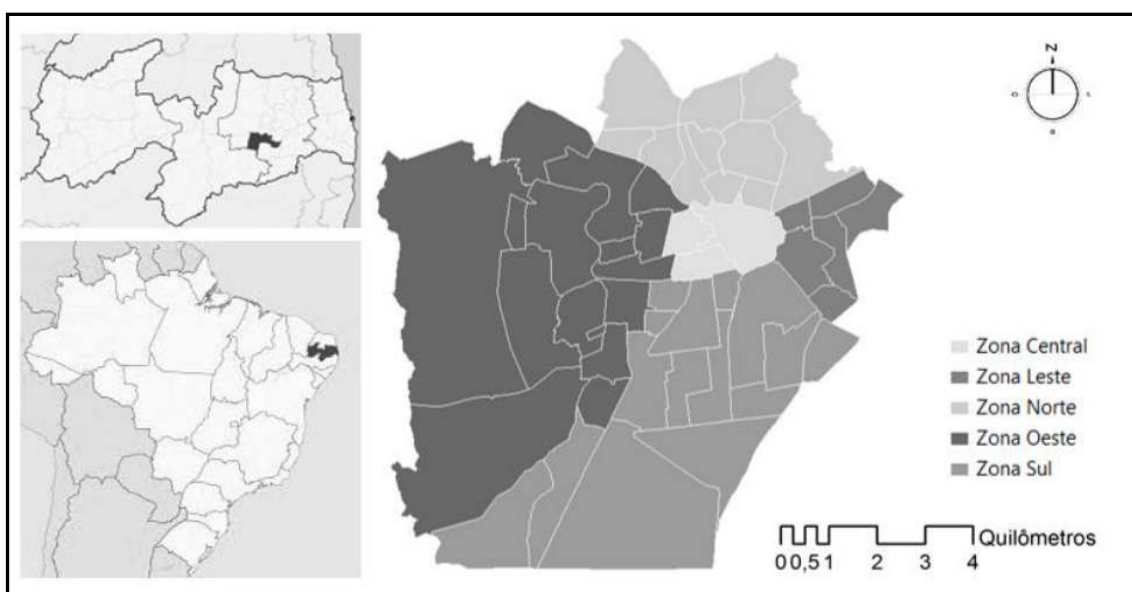 N
O L
S
Zona Central
Zona Leste
Zona Norte
Zona Oeste
Zona Sul
Quilômetros
0 0,5 1 2 3 4